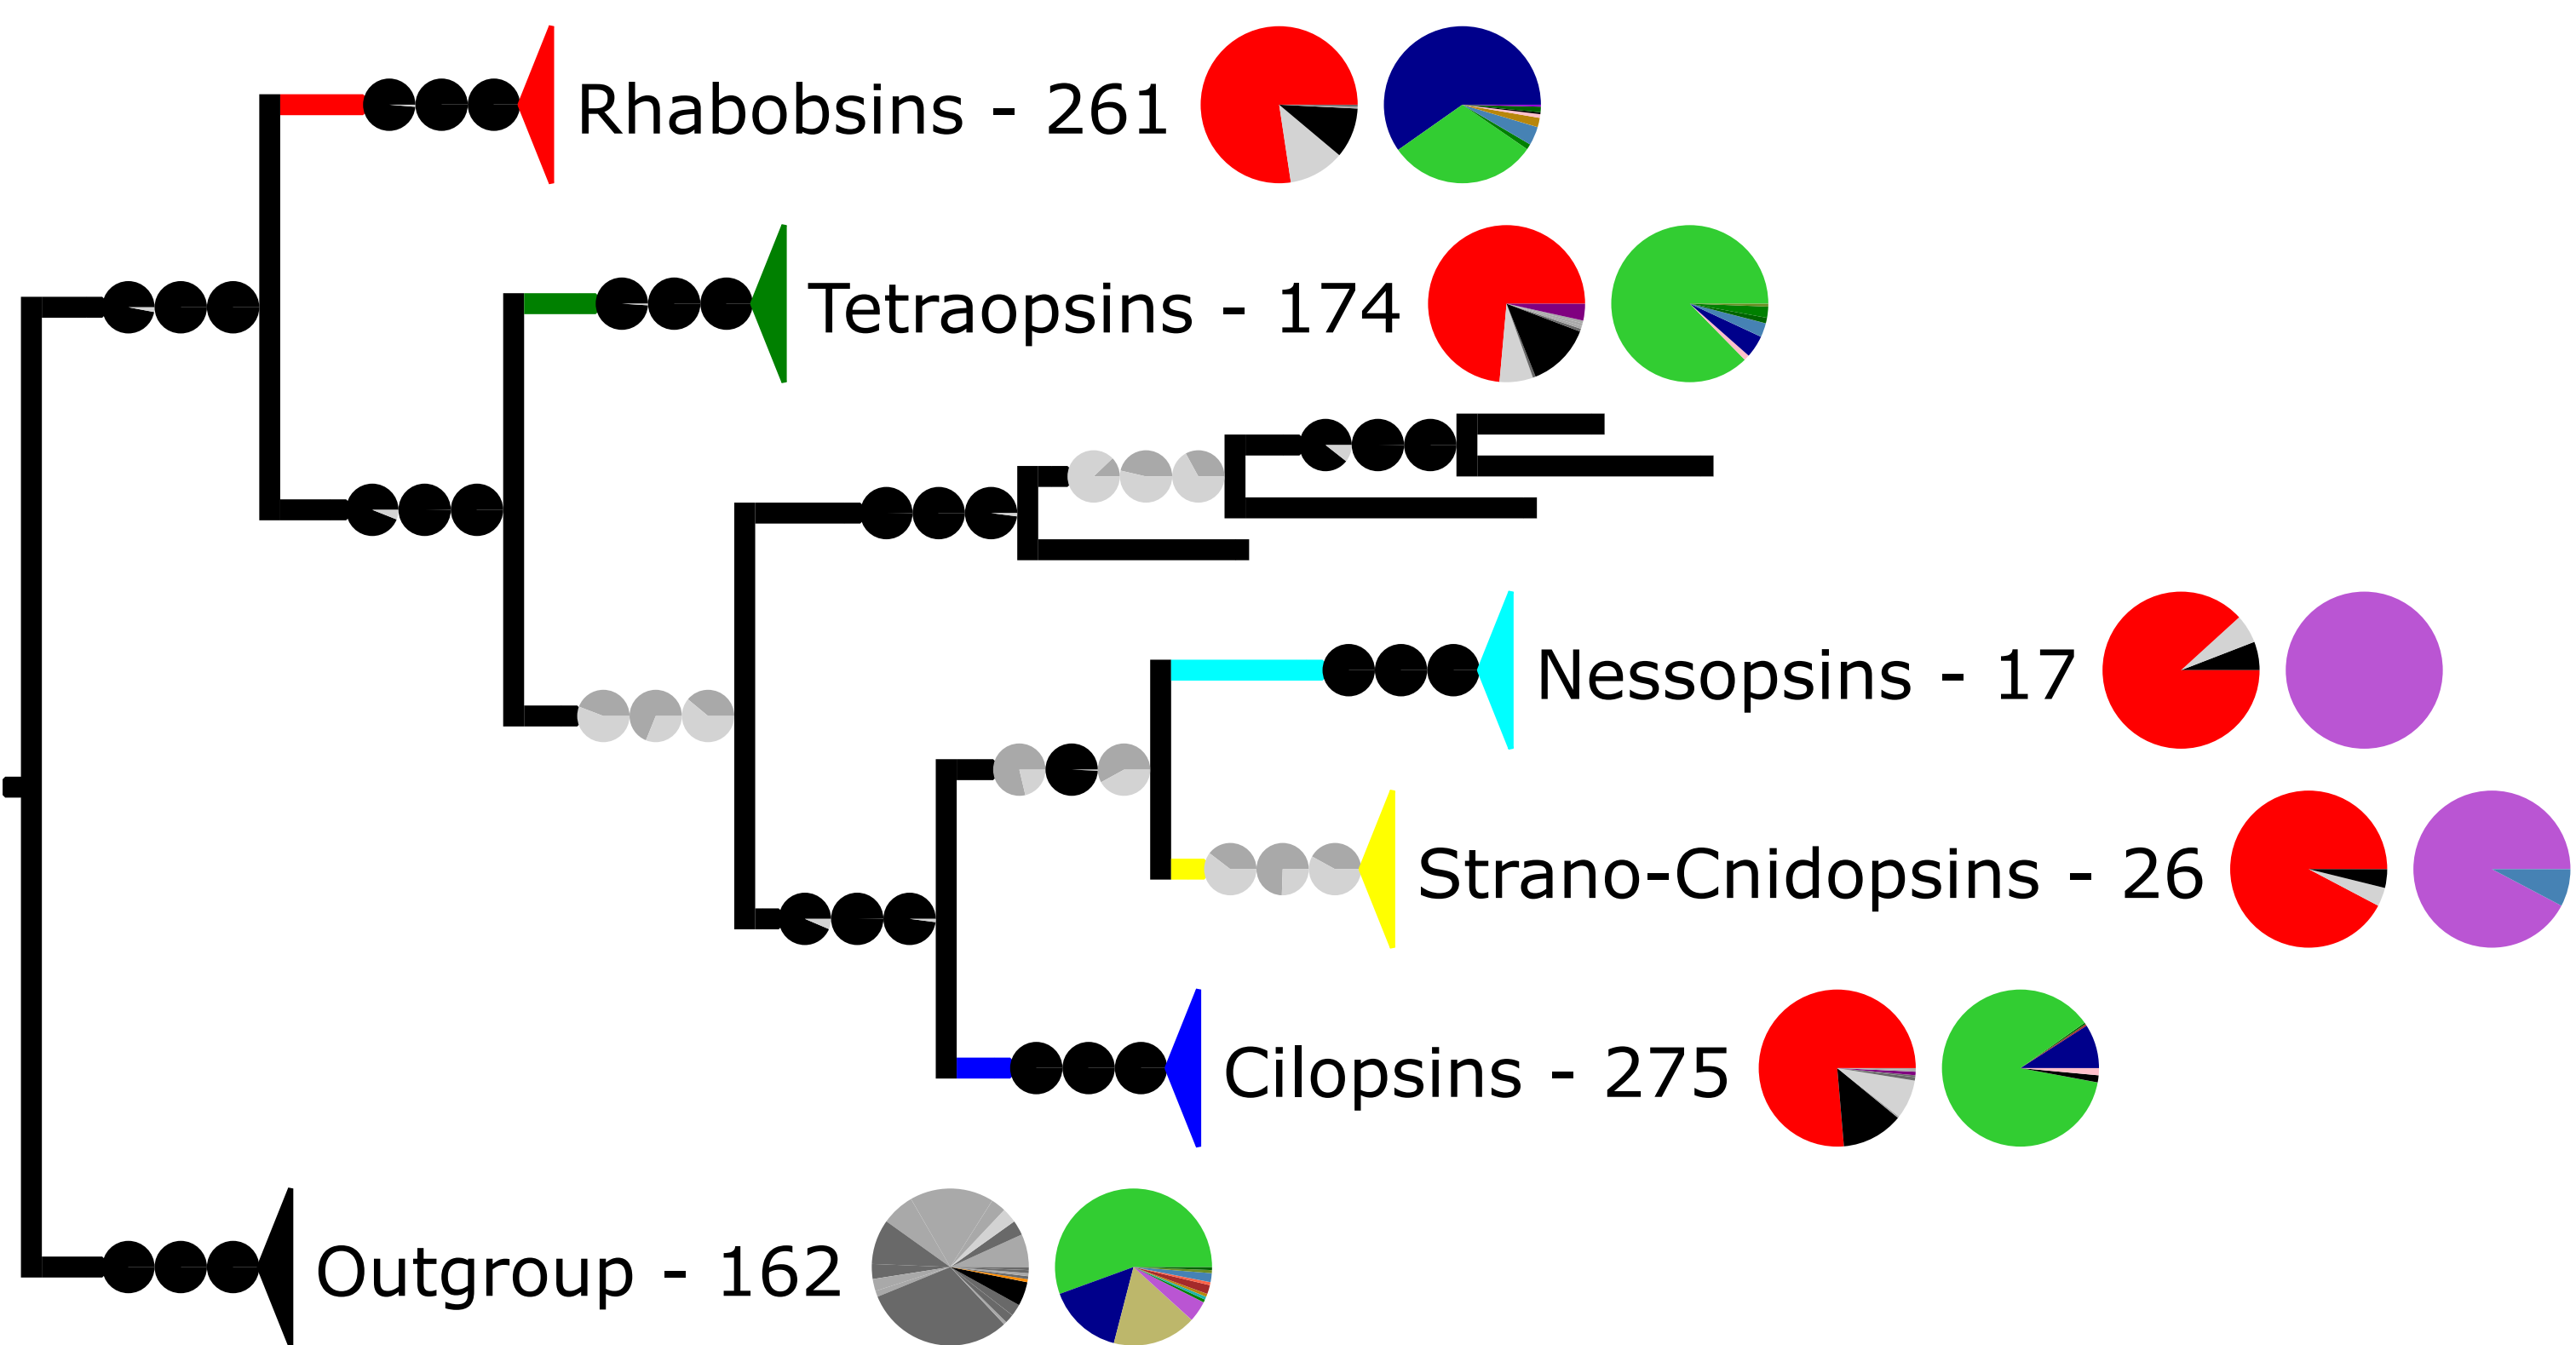 Rhabobsins - 261
Tetraopsins - 174
Nessopsins - 17
Strano-Cnidopsins - 26
Cilopsins - 275
Outgroup - 162